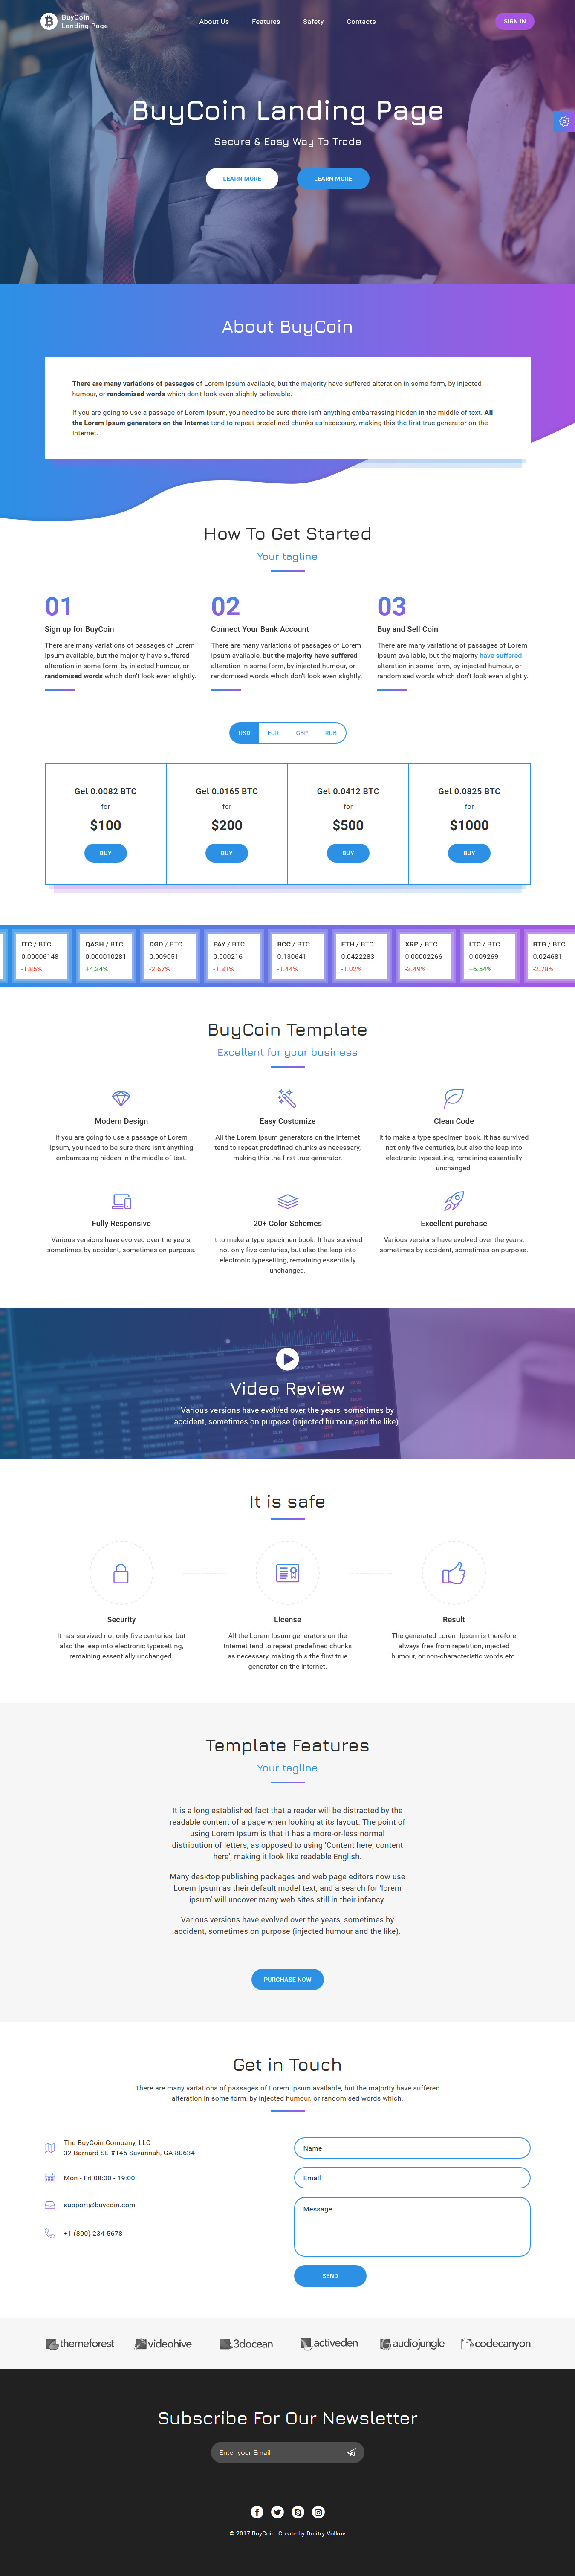 BuyCoin
Landing Page
About Us
Features
Safety
Contacts
SIGN IN
BuyCoin Landing Page
Secure & Easy Way To Trade
LEARN MORE
LEARN MORE
About BuyCoin
There are many variations of passages of Lorem Ipsum available, but the majority have suffered alteration in some form, by injected
humour, or randomised words which don't look even slightly believable.
If you are going to use a passage of Lorem Ipsum, you need to be sure there isn't anything embarrassing hidden in the middle of text. All
the Lorem Ipsum generators on the Internet tend to repeat predefined chunks as necessary, making this the first true generator on the
Internet.
How To Get Started
Your tagline
01
Sign up for BuyCoin
There are many variations of passages of Lorem
Ipsum available, but the majority have suffered
alteration in some form, by injected humour, or
randomised words which don't look even slightly.
02
Connect Your Bank Account
There are many variations of passages of Lorem
Ipsum available, but the majority have suffered
alteration in some form, by injected humour, or
randomised words which don't look even slightly.
03
Buy and Sell Coin
There are many variations of passages of Lorem
Ipsum available, but the majority have suffered
alteration in some form, by injected humour, or
randomised words which don't look even slightly.
USD
EUR
GBP
RUB
Get 0.0082 BTC
for
$100
BUY
Get 0.0165 BTC
for
$200
BUY
Get 0.0412 BTC
for
$500
BUY
Get 0.0825 BTC
for
$1000
BUY
ITC / BTC
0.00006148
-1.85%
QASH / BTC
0.000010281
+4.34%
DGD / BTC
0.009051
-2.67%
PAY / BTC
0.000216
-1.81%
BCC / BTC
0.130641
-1.44%
ETH / BTC
0.0422283
-1.02%
XRP / BTC
0.00002266
-3.49%
LTC / BTC
0.009269
+6.54%
BTG / BTC
0.024681
-2.78%
BuyCoin Template
Excellent for your business
Modern Design
If you are going to use a passage of Lorem
Ipsum, you need to be sure there isn't anything
embarrassing hidden in the middle of text.
Easy Costomize
All the Lorem Ipsum generators on the Internet
tend to repeat predefined chunks as necessary,
making this the first true generator.
Clean Code
It to make a type specimen book. It has survived
not only five centuries, but also the leap into
electronic typesetting, remaining essentially
unchanged.
Fully Responsive
Various versions have evolved over the years,
sometimes by accident, sometimes on purpose.
20+ Color Schemes
It to make a type specimen book. It has survived
not only five centuries, but also the leap into
electronic typesetting, remaining essentially
unchanged.
Excellent purchase
Various versions have evolved over the years,
sometimes by accident, sometimes on purpose.
Video Review
Various versions have evolved over the years, sometimes by
accident, sometimes on purpose (injected humour and the like).
It is safe
Security
It has survived not only five centuries, but
also the leap into electronic typesetting,
remaining essentially unchanged.
License
All the Lorem Ipsum generators on the
Internet tend to repeat predefined chunks
as necessary, making this the first true
generator on the Internet.
Result
The generated Lorem Ipsum is therefore
always free from repetition, injected
humour, or non-characteristic words etc.
Template Features
Your tagline
It is a long established fact that a reader will be distracted by the
readable content of a page when looking at its layout. The point of
using Lorem Ipsum is that it has a more-or-less normal
distribution of letters, as opposed to using 'Content here, content
here', making it look like readable English.
Many desktop publishing packages and web page editors now use
Lorem Ipsum as their default model text, and a search for 'lorem
ipsum' will uncover many web sites still in their infancy.
Various versions have evolved over the years, sometimes by
accident, sometimes on purpose (injected humour and the like).
PURCHASE NOW
Get in Touch
There are many variations of passages of Lorem Ipsum available, but the majority have suffered
alteration in some form, by injected humour, or randomised words which.
The BuyCoin Company, LLC
32 Barnard St. #145 Savannah, GA 80634
Mon - Fri 08:00 - 19:00
support@buycoin.com
+1 (800) 234-5678
Name
Email
Message
SEND
themeforest
videohive
3docean
activeden
audiojungle
codecanyon
Subscribe For Our Newsletter
Enter your Email
© 2017 BuyCoin. Create by Dmitry Volkov